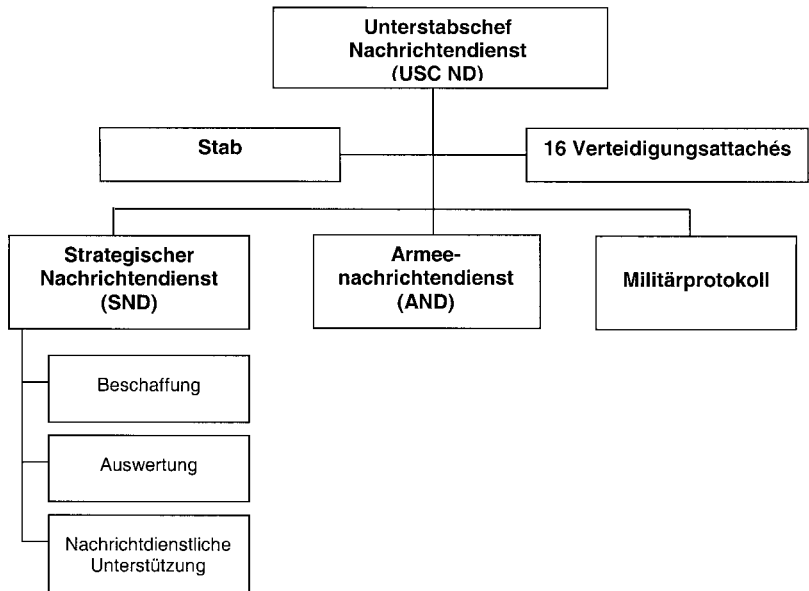 Unterstabschef
Nachrichtendienst
(USC ND)
Stab
16 Verteidigungsattachés
Strategischer
Nachrichtendienst
(SND)
Armee-
nachrichtendienst
(AND)
Militärprotokoll
Beschaffung
Auswertung
Nachrichtdienstliche
Unterstützung